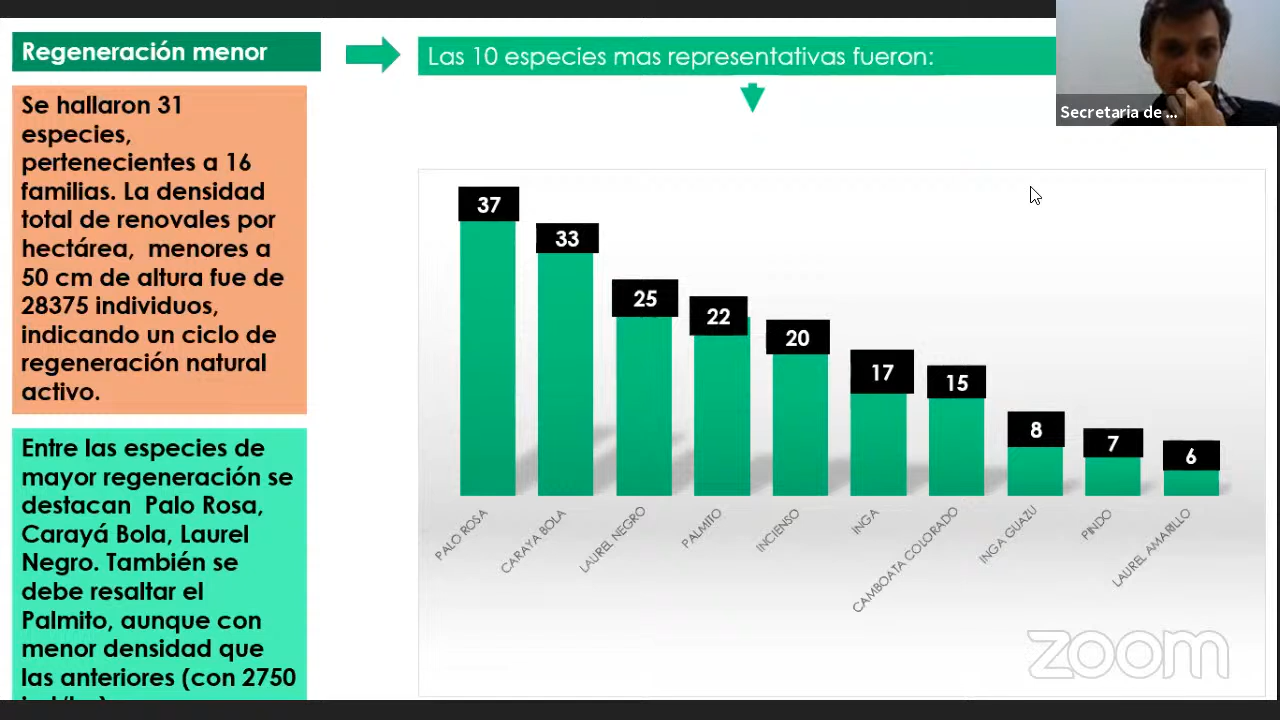 Regeneración menor
Las 10 especies mas representativas fueron:
Secretaria de ...
Se hallaron 31
especies,
pertenecientes a 16
familias. La densidad
total de renovales por
hectárea, menores a
50 cm de altura fue de
28375 individuos,
indicando un ciclo de
regeneración natural
activo.
Entre las especies de
mayor regeneración se
destacan Palo Rosa,
Carayá Bola, Laurel
Negro. También se
debe resaltar el
Palmito, aunque con
menor densidad que
las anteriores (con 2750
37
33
25
22
20
17
15
8
7
6
PALO ROSA
CARAYA BOLA
LAUREL NEGRO
PALMITO
INCIENSO
INGA
CAMBOATA COLORADO
INGA GUAZU
PINDO
LAUREL AMARILLO
zoom